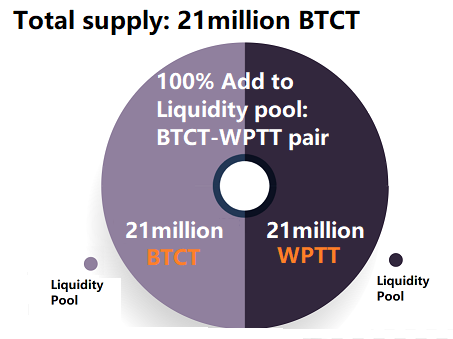 Total supply: 21million BTCT
100% Add to
Liquidity pool:
BTCT-WPTT pair
21million
BTCT
21million
WPTT
Liquidity
Pool
Liquidity
Pool